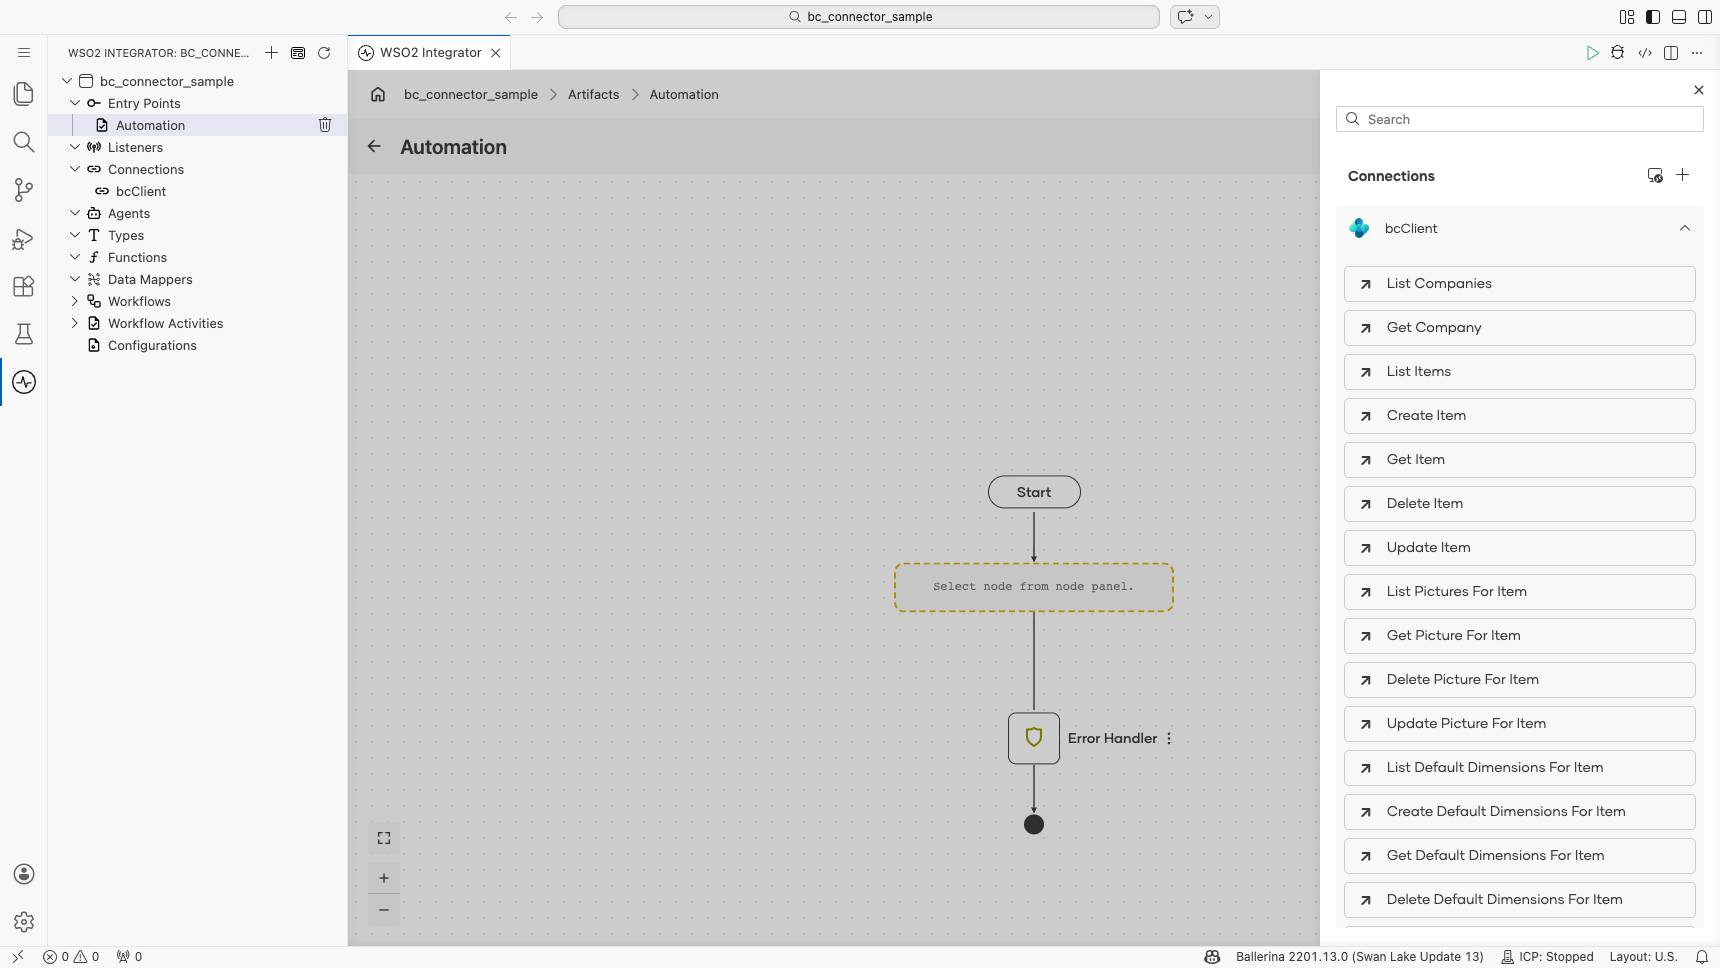 bc_connector_sample
WSO2 INTEGRATOR: BC_CONNE...
WSO2 Integrator
bc_connector_sample
Entry Points
Automation
Listeners
Connections
bcClient
Agents
Types
Functions
Data Mappers
Workflows
Workflow Activities
Configurations
bc_connector_sample > Artifacts > Automation
Automation
Start
Select node from node panel.
Error Handler
Search
Connections
bcClient
List Companies
Get Company
List Items
Create Item
Get Item
Delete Item
Update Item
List Pictures For Item
Get Picture For Item
Delete Picture For Item
Update Picture For Item
List Default Dimensions For Item
Create Default Dimensions For Item
Get Default Dimensions For Item
Delete Default Dimensions For Item
0 0 0
Ballerina 2201.13.0 (Swan Lake Update 13)
ICP: Stopped
Layout: U.S.